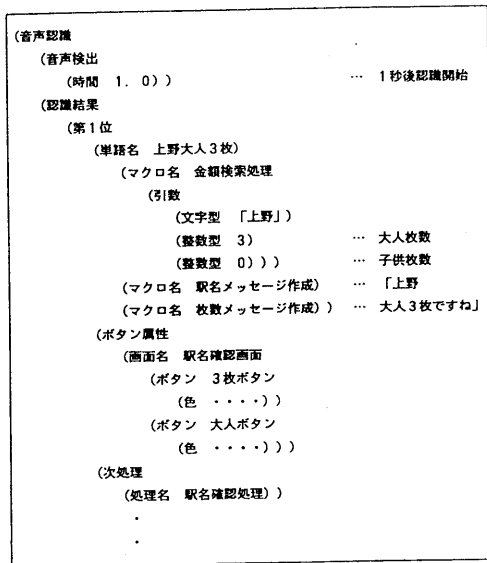 (音声認識
(音声検出
(時間 1.0)) … 1秒後認識開始
(認識結果
(第1位
(単語名 上野大人3枚)
(マクロ名 金額検索処理
(引数
(文字型 「上野」)
(整数型 3) … 大人枚数
(整数型 0))) … 子供枚数
(マクロ名 駅名メッセージ作成) … 「上野
(マクロ名 枚数メッセージ作成)) … 大人3枚ですね」
(ボタン属性
(画面名 駅名確認画面
(ボタン 3枚ボタン
(色 ・・・・))
(ボタン 大人ボタン
(色 ・・・・)))
(次処理
(処理名 駅名確認処理))
・
・